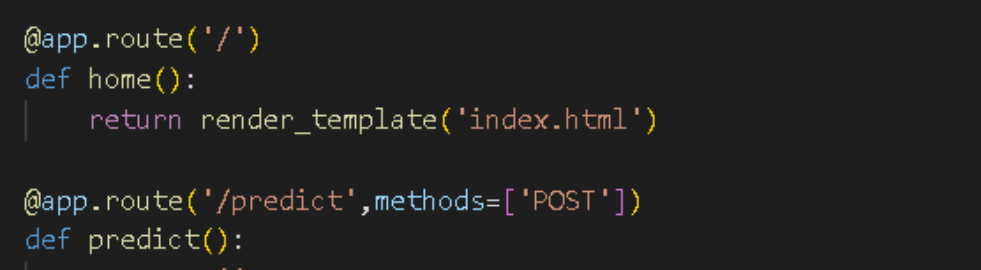 @app.route('/')
def home():
    return render_template('index.html')

@app.route('/predict',methods=['POST'])
def predict():